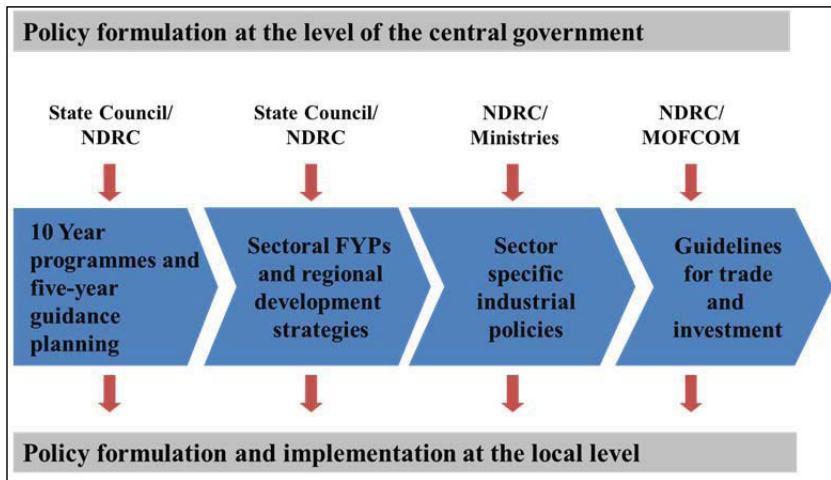 Policy formulation at the level of the central government
State Council/
NDRC
State Council/
NDRC
NDRC/
Ministries
NDRC/
MOFCOM
10 Year
programmes and
five-year
guidance
planning
Sectoral FYPs
and regional
development
strategies
Sector
specific
industrial
policies
Guidelines
for trade
and
investment
Policy formulation and implementation at the local level